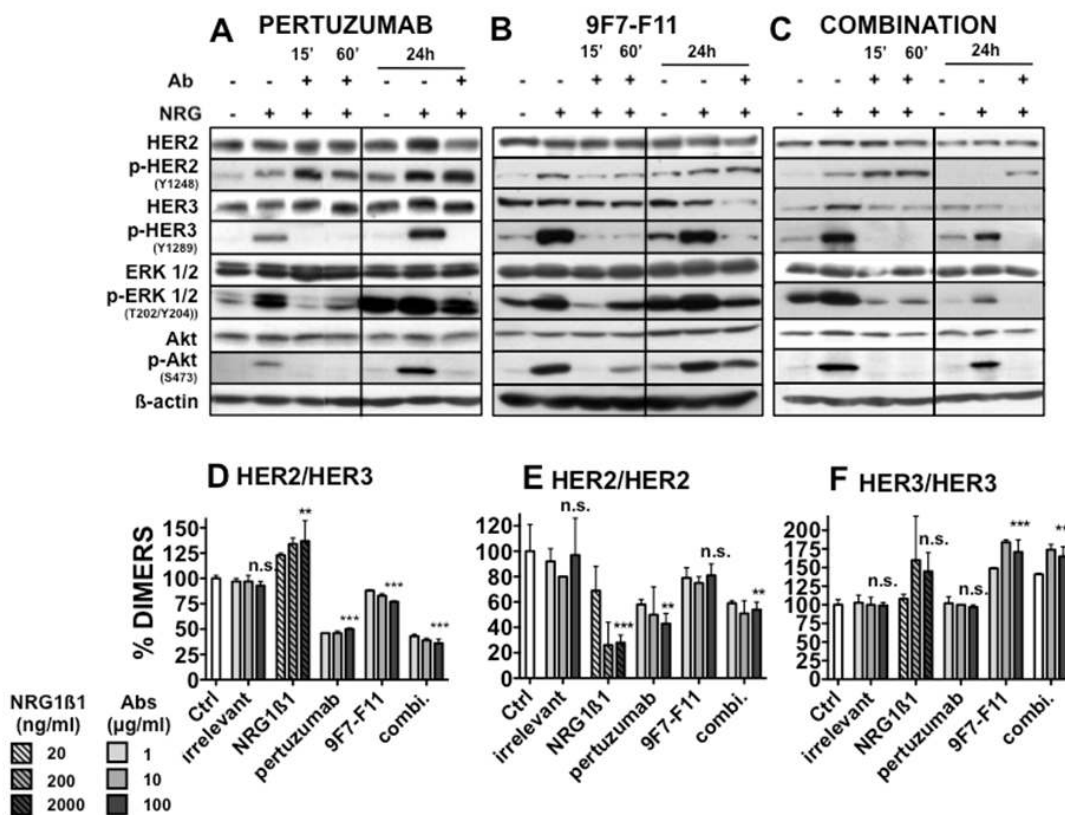 A PERTUZUMAB
15' 60' 24h
Ab - - + + - - +
NRG - + + + - + +
B 9F7-F11
15' 60' 24h
- - + + - - +
- + + + - + +
C COMBINATION
15' 60' 24h
- - + + - - +
- + + + - + +
HER2
p-HER2
(Y1248)
HER3
p-HER3
(Y1289)
ERK 1/2
p-ERK 1/2
(T202/Y204))
Akt
p-Akt
(S473)
ß-actin
D HER2/HER3
% DIMERS
150
125
100
75
50
25
0
n.s.
**
***
***
***
Ctrl
irrelevant
NRG1ß1
pertuzumab
9F7-F11
combi.
E HER2/HER2
120
100
80
60
40
20
0
n.s.
***
**
n.s.
**
Ctrl
irrelevant
NRG1ß1
pertuzumab
9F7-F11
combi.
F HER3/HER3
200
175
150
125
100
75
50
25
0
n.s.
n.s.
n.s.
***
**
Ctrl
irrelevant
NRG1ß1
pertuzumab
9F7-F11
combi.
NRG1ß1
(ng/ml)
20
200
2000
Abs
(µg/ml)
1
10
100